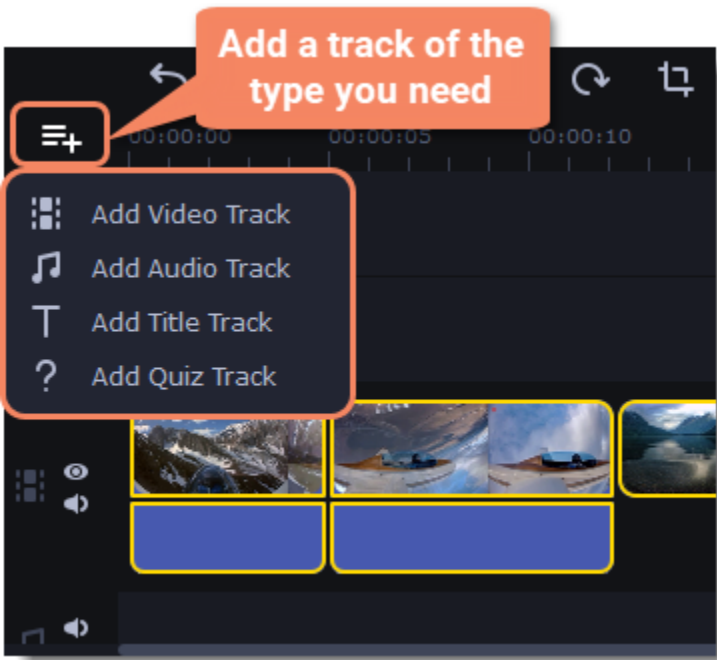 Add a track of the
type you need
00:00:00 00:00:05 00:00:10
Add Video Track
Add Audio Track
Add Title Track
Add Quiz Track